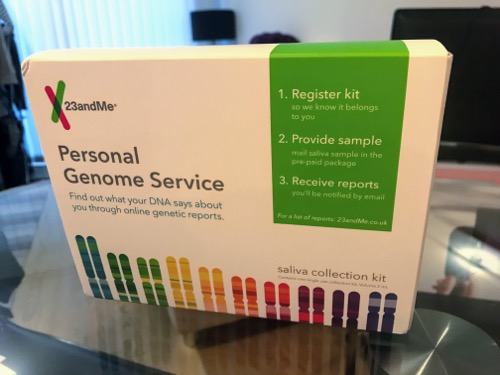 23andMe®
Personal
Genome Service
Find out what your DNA says about
you through online genetic reports.
1. Register kit
so we know it belongs
to you
2. Provide sample
mail saliva sample in the
pre-paid package
3. Receive reports
you'll be notified by email
For a list of reports: 23andMe.co.uk
saliva collection kit